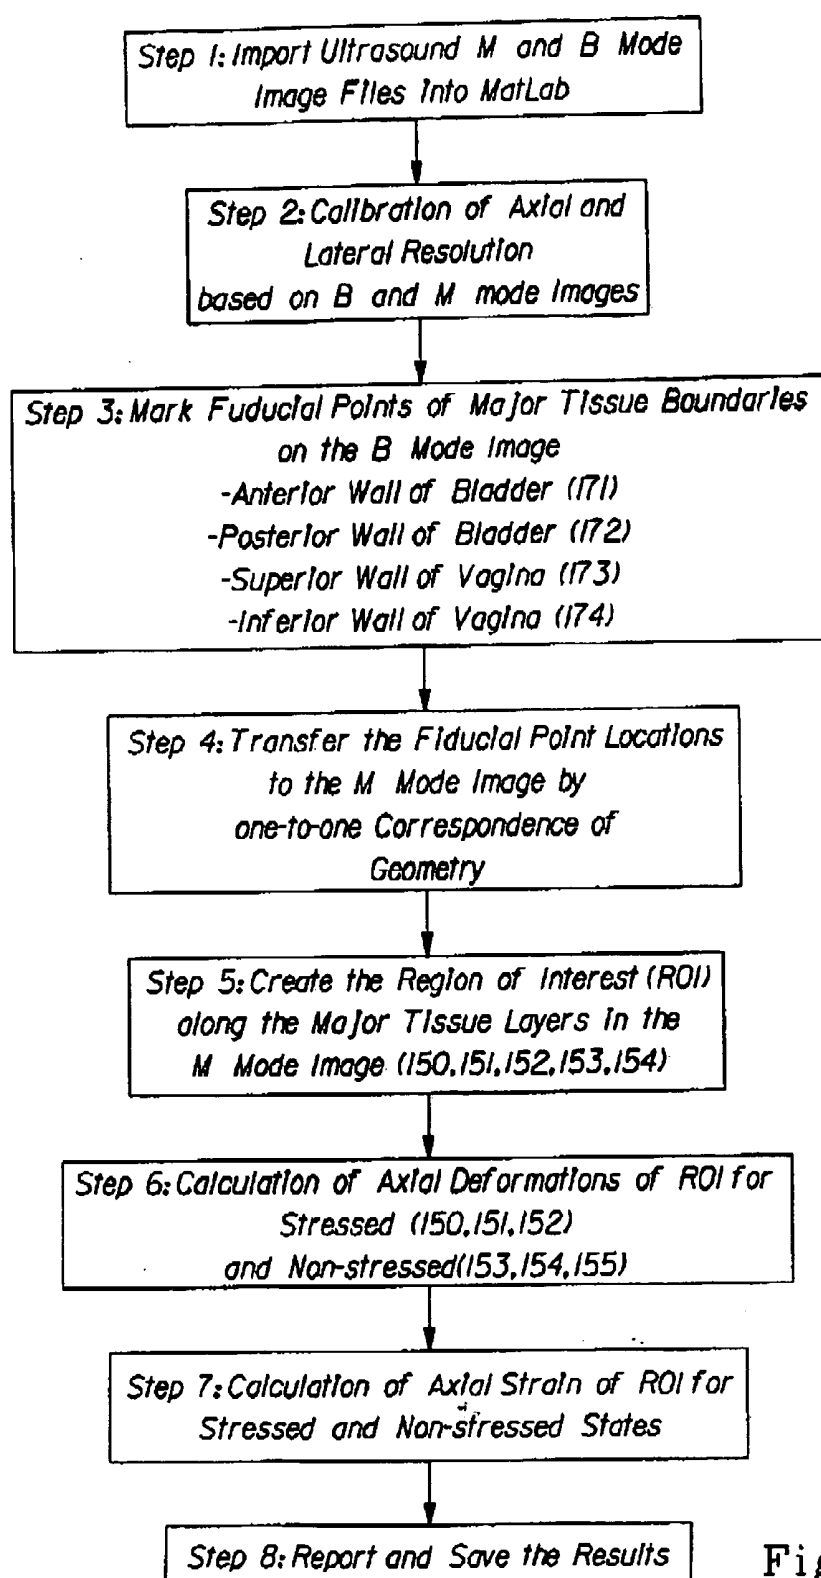 Step 1: Import Ultrasound M and B Mode
Image Files into MatLab
Step 2: Calibration of Axial and
Lateral Resolution
based on B and M mode Images
Step 3: Mark Fuducial Points of Major Tissue Boundaries
on the B Mode Image
-Anterior Wall of Bladder (171)
-Posterior Wall of Bladder (172)
-Superior Wall of Vagina (173)
-Inferior Wall of Vagina (174)
Step 4: Transfer the Fiducial Point Locations
to the M Mode Image by
one-to-one Correspondence of
Geometry
Step 5: Create the Region of Interest (ROI)
along the Major Tissue Layers in the
M Mode Image (150,151,152,153,154)
Step 6: Calculation of Axial Deformations of ROI for
Stressed (150,151,152)
and Non-stressed(153,154,155)
Step 7: Calculation of Axial Strain of ROI for
Stressed and Non-stressed States
Step 8: Report and Save the Results
Fig